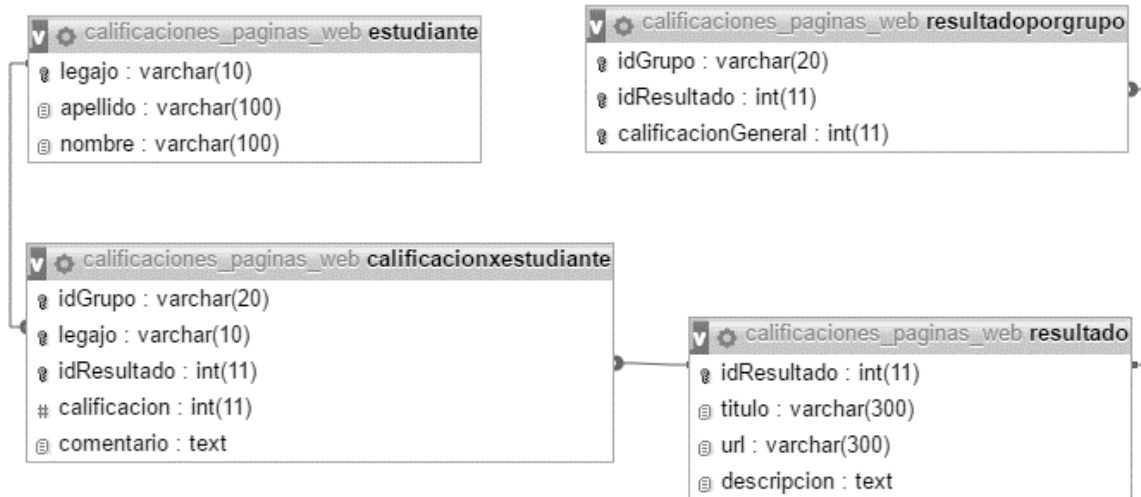 calificaciones_paginas_web estudiante
legajo : varchar(10)
apellido : varchar(100)
nombre : varchar(100)
calificaciones_paginas_web resultadoporgrupo
idGrupo : varchar(20)
idResultado : int(11)
calificacionGeneral : int(11)
calificaciones_paginas_web calificacionxestudiante
idGrupo : varchar(20)
legajo : varchar(10)
idResultado : int(11)
# calificacion : int(11)
comentario : text
calificaciones_paginas_web resultado
idResultado : int(11)
titulo : varchar(300)
url : varchar(300)
descripcion : text